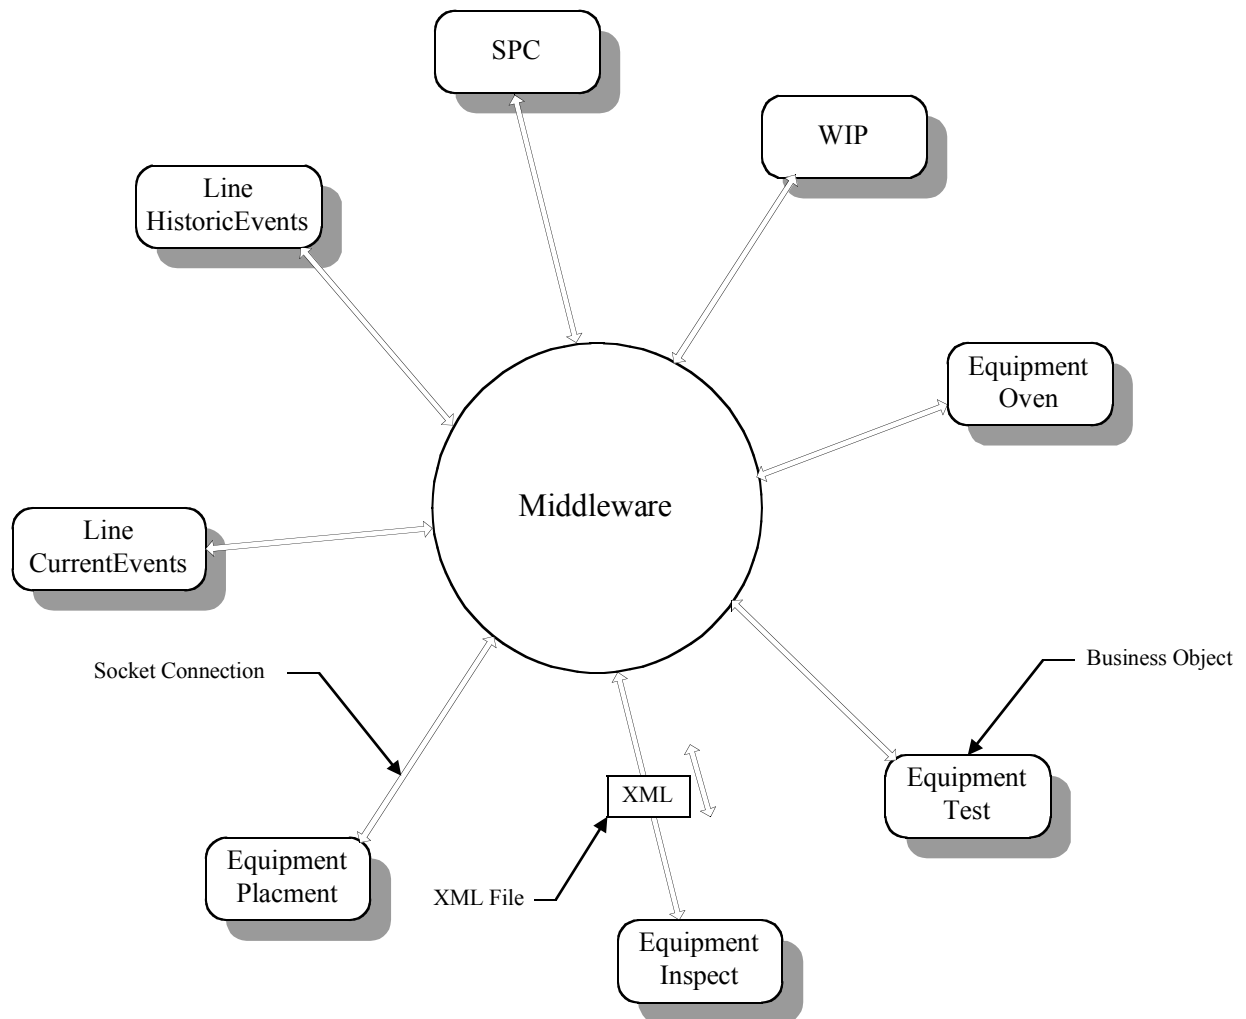 SPC
WIP
Line
HistoricEvents
Equipment
Oven
Middleware
Line
CurrentEvents
Socket Connection
Business Object
Equipment
Test
XML
Equipment
Placment
XML File
Equipment
Inspect